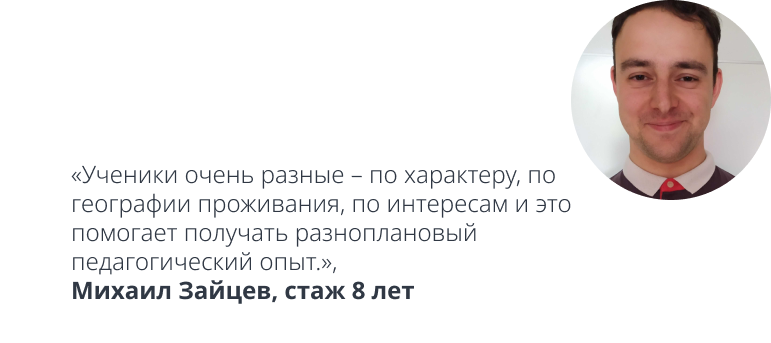 «Ученики очень разные – по характеру, по
географии проживания, по интересам и это
помогает получать разноплановый
педагогический опыт.»,
Михаил Зайцев, стаж 8 лет